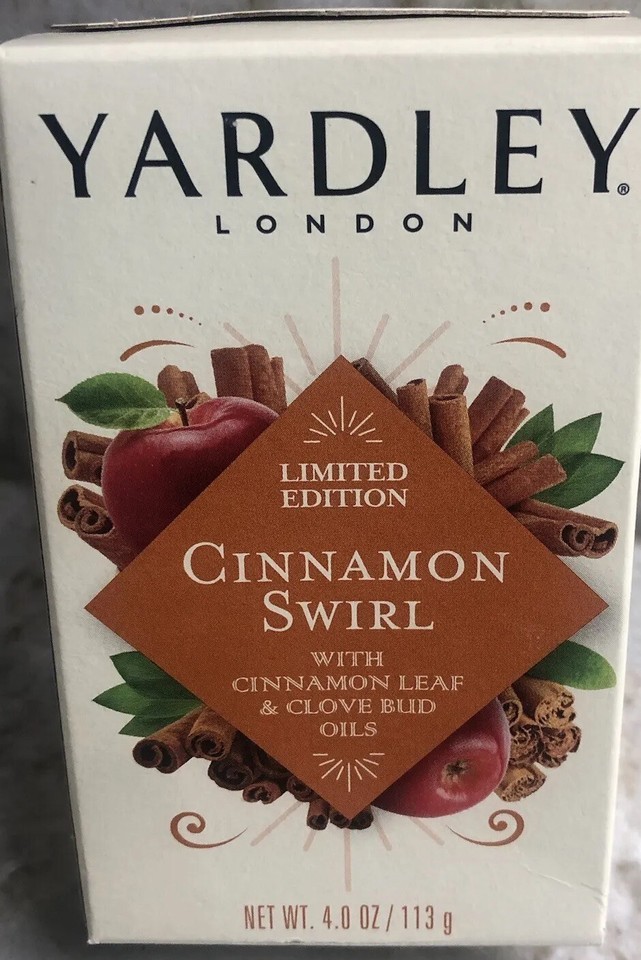 YARDLEY®
LONDON
LIMITED
EDITION
CINNAMON
SWIRL
WITH
CINNAMON LEAF
& CLOVE BUD
OILS
NET WT. 4.0 OZ / 113 g